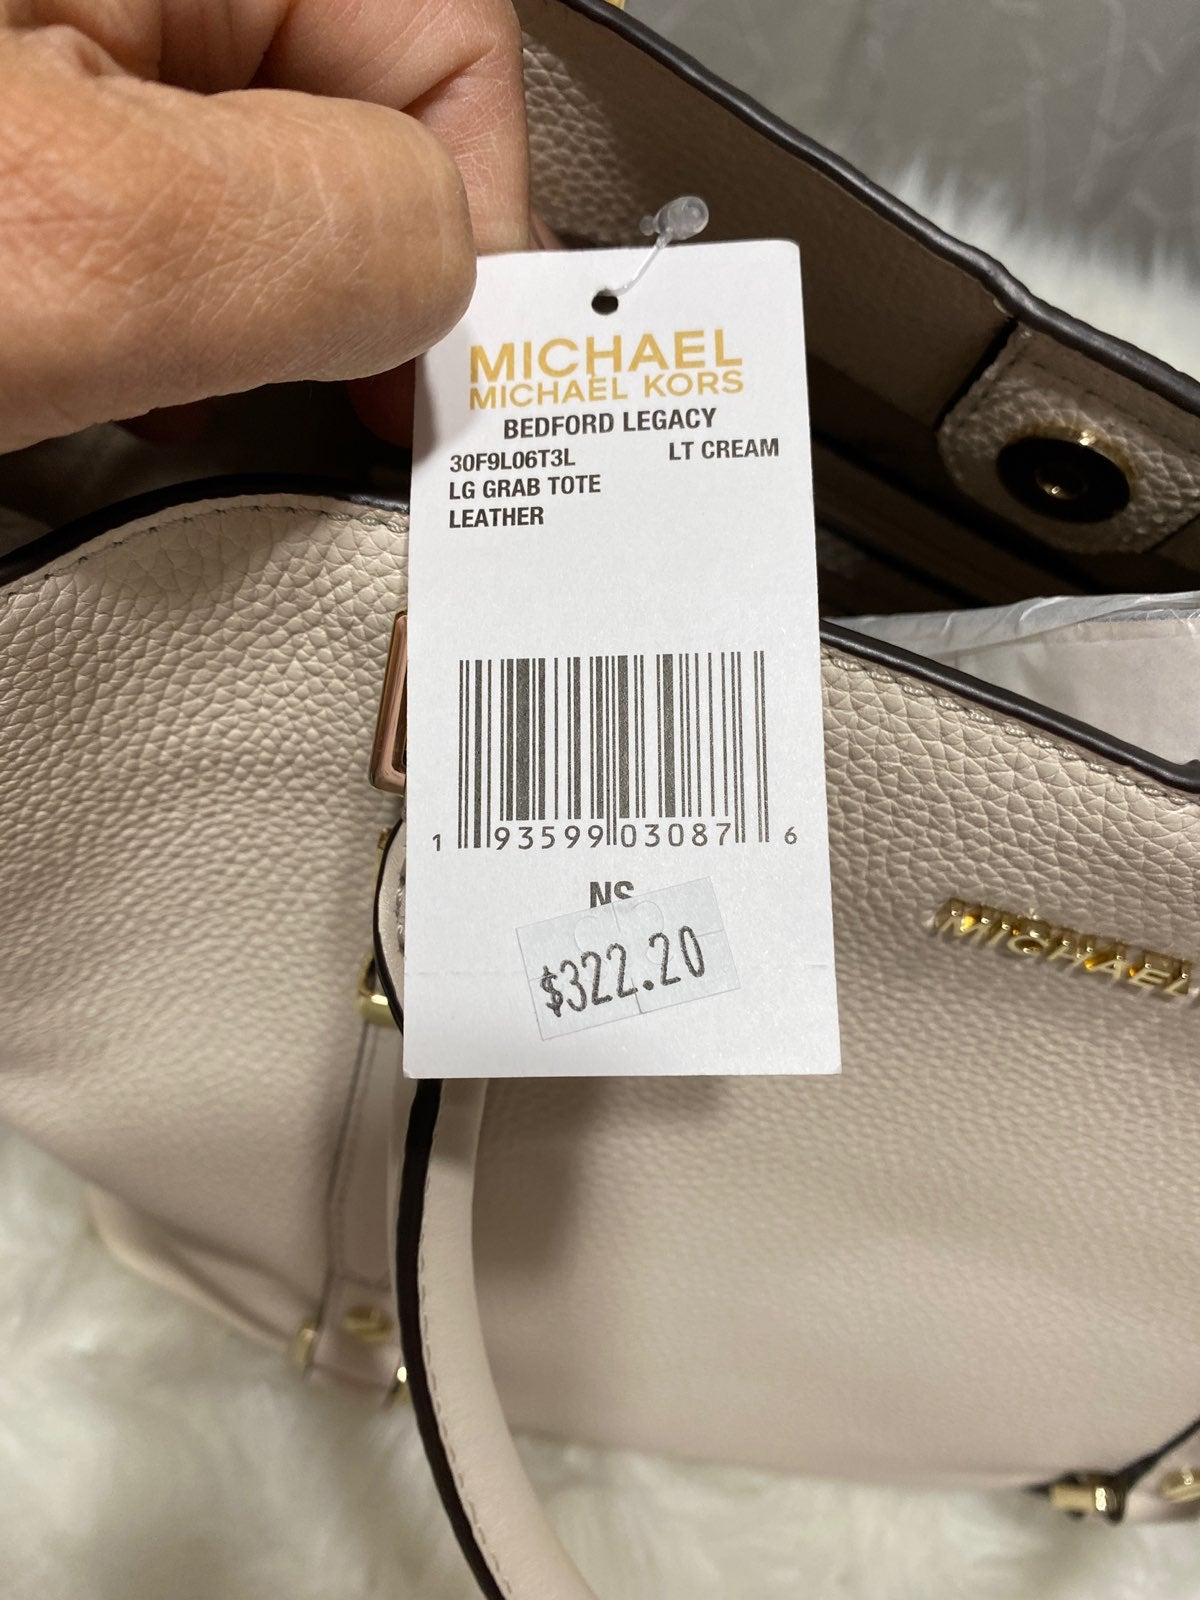 MICHAEL
MICHAEL KORS
BEDFORD LEGACY
30F9L06T3L LT CREAM
LG GRAB TOTE
LEATHER
1 93599 03087 6
NS
$322.20
MICHAEL